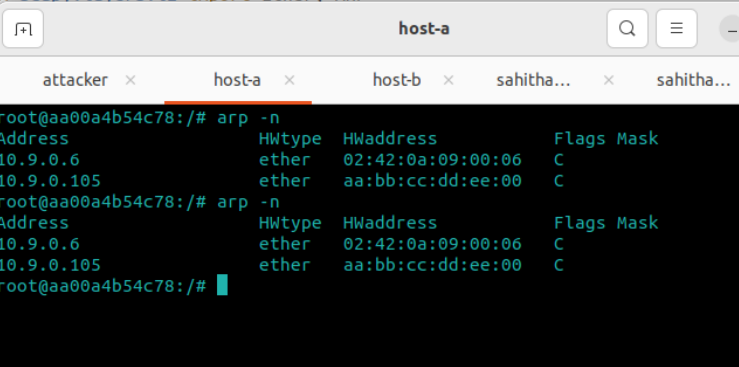 host-a
attacker × host-a × host-b × sahitha... × sahitha...
root@aa00a4b54c78:/# arp -n
Address HWtype HWaddress Flags Mask
10.9.0.6 ether 02:42:0a:09:00:06 C
10.9.0.105 ether aa:bb:cc:dd:ee:00 C
root@aa00a4b54c78:/# arp -n
Address HWtype HWaddress Flags Mask
10.9.0.6 ether 02:42:0a:09:00:06 C
10.9.0.105 ether aa:bb:cc:dd:ee:00 C
root@aa00a4b54c78:/#